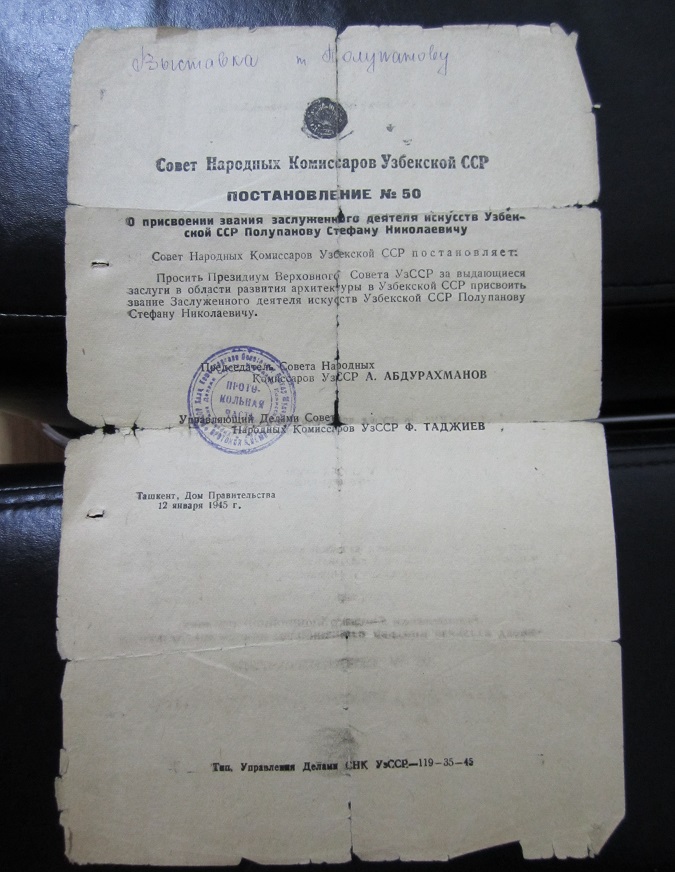 Выставка т Полупатову
Совет Народных Комиссаров Узбекской ССР
ПОСТАНОВЛЕНИЕ № 50
О присвоении звания заслуженного деятеля искусств Узбек-
ской ССР Полупанову Стефану Николаевичу
Совет Народных Комиссаров Узбекской ССР постановляет:
Просить Президиум Верховного Совета УзССР за выдающиеся
заслуги в области развития архитектуры в Узбекской ССР присвоить
звание Заслуженного деятеля искусств Узбекской ССР Полупанову
Стефану Николаевичу.
Председатель Совета Народных
Комиссаров УзССР А. АБДУРАХМАНОВ
ПРОТО-
КОЛЬНАЯ
ЧАСТЬ
Управляющий Делами Совета
Народных Комиссаров УзССР Ф. ТАДЖИЕВ
Ташкент, Дом Правительства
12 января 1945 г.
Тип. Управления Делами СНК УзССР—119-35-45